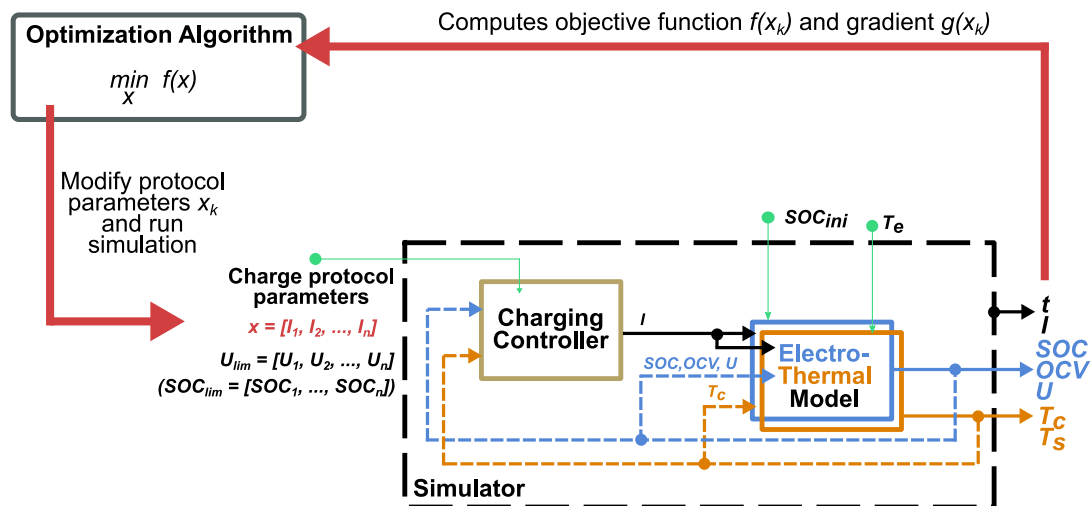 Computes objective function f(xk) and gradient g(xk)
Optimization Algorithm
min f(x)
x
Modify protocol
parameters xk
and run
simulation
SOCini
Te
Charge protocol
parameters
x = [I1, I2, ..., In]
Ulim = [U1, U2, ..., Un]
(SOClim = [SOC1, ..., SOCn])
Charging
Controller
I
SOC,OCV, U
Tc
Electro-
Thermal
Model
t
I
SOC
OCV
U
Tc
Ts
Simulator